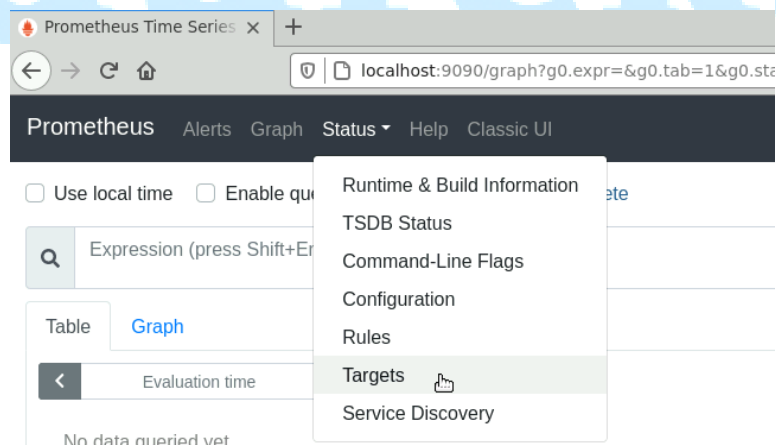 Prometheus Time Series
localhost:9090/graph?g0.expr=&g0.tab=1&g0.sta
Prometheus Alerts Graph Status Help Classic UI
Use local time Enable que
Runtime & Build Information
TSDB Status
Expression (press Shift+En
Command-Line Flags
Configuration
Table Graph
Rules
Evaluation time
Targets
Service Discovery
No data queried yet